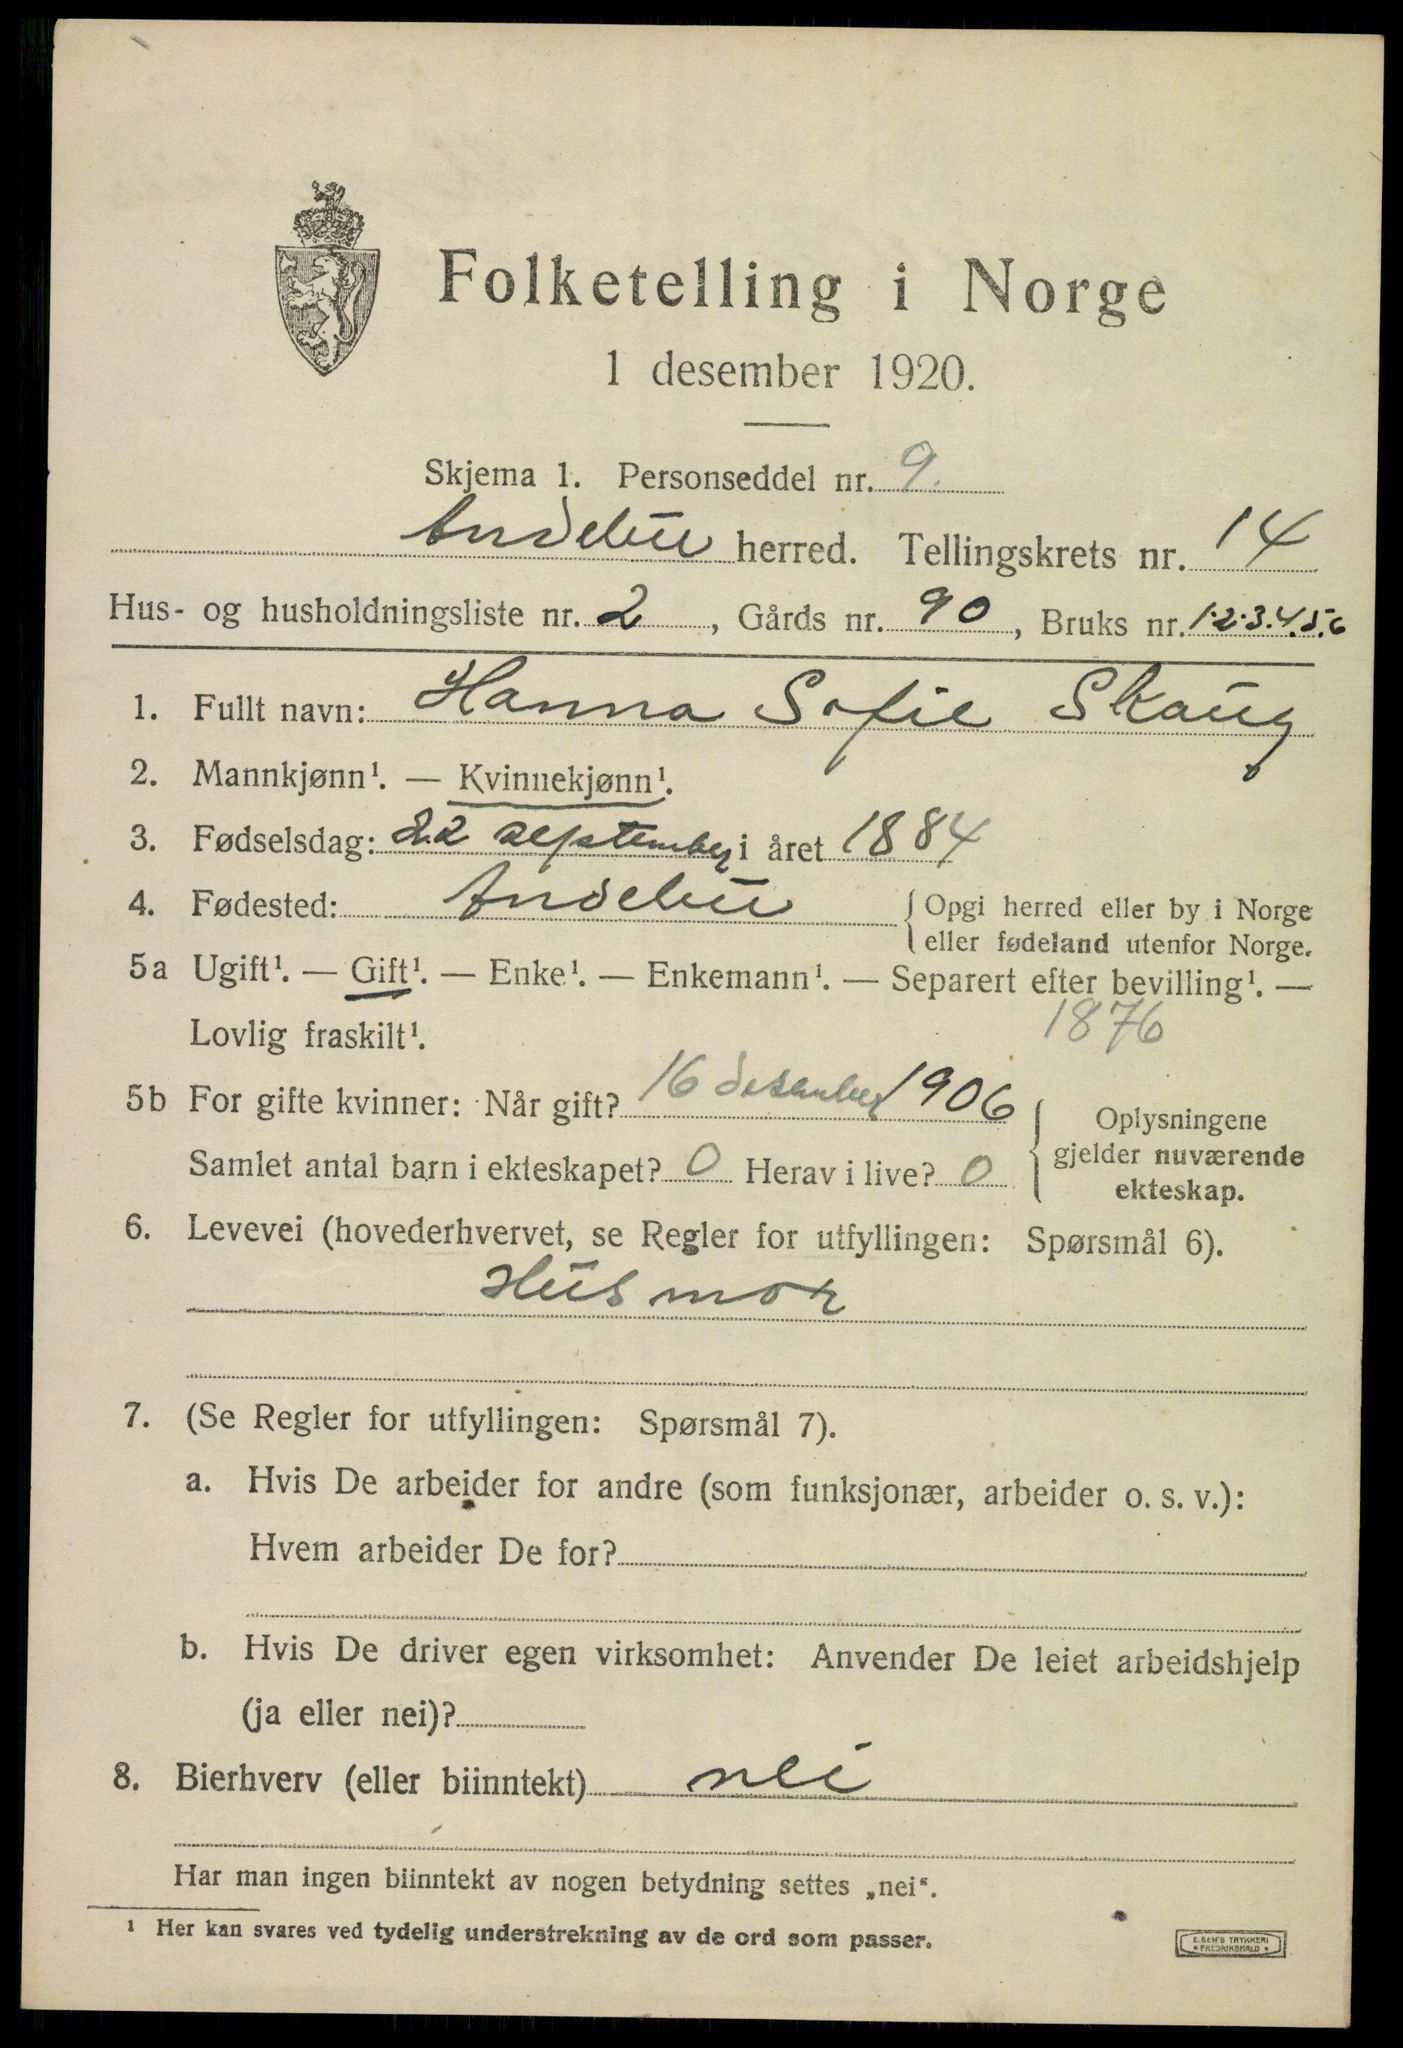 Folketelling i Norge
1 desember 1920.
Skjema 1. Personseddel nr. 9.
Andebu herred. Tellingskrets nr. 14
Hus- og husholdningsliste nr. 2, Gårds nr. 90, Bruks nr. 1.2.3.4.5.6
1. Fullt navn: Hanna Sofie Skaug
2. Mannkjønn¹. — Kvinnekjønn¹.
3. Fødselsdag: 22 september i året 1884
4. Fødested: Andebu { Opgi herred eller by i Norge
eller fødeland utenfor Norge.
5a Ugift¹. — Gift¹. — Enke¹. — Enkemann¹. — Separert efter bevilling¹. —
Lovlig fraskilt¹. 1876
5b For gifte kvinner: Når gift? 16 desember 1906
Samlet antal barn i ekteskapet? 0 Herav i live? 0
{ Oplysningene
gjelder nuværende
ekteskap.
6. Levevei (hovederhvervet, se Regler for utfyllingen: Spørsmål 6).
Husmor
7. (Se Regler for utfyllingen: Spørsmål 7).
a. Hvis De arbeider for andre (som funksjonær, arbeider o. s. v.):
Hvem arbeider De for?
b. Hvis De driver egen virksomhet: Anvender De leiet arbeidshjelp
(ja eller nei)?
8. Bierhverv (eller biinntekt) nei
Har man ingen biinntekt av nogen betydning settes „nei“.
¹ Her kan svares ved tydelig understrekning av de ord som passer.
E. SEM'S TRYKKERI
• FREDRIKSHALD •